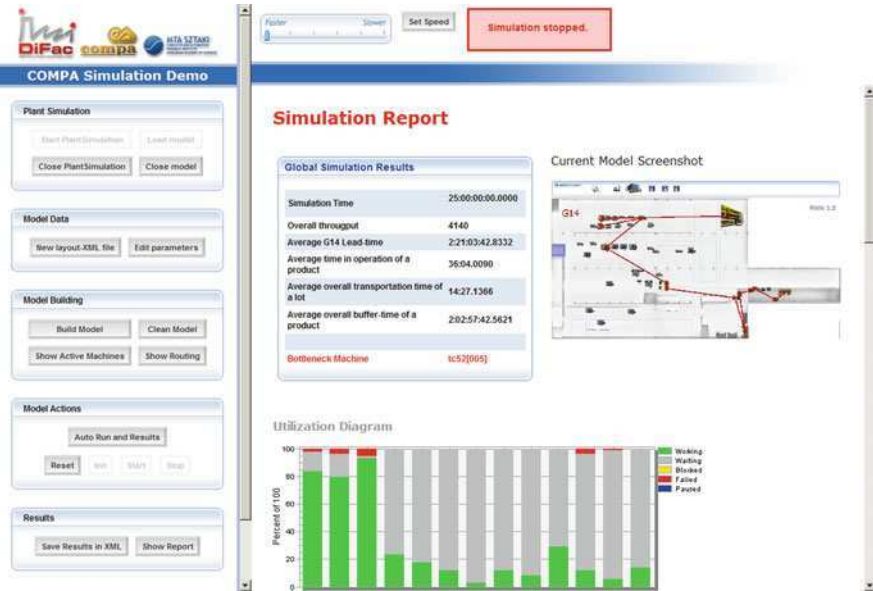 imi
DiFac
compa
MTA SZTAKI
COMPA Simulation Demo
Plant Simulation
Start PlantSimulation
Load model
Close PlantSimulation
Close model
Model Data
New layout-XML file
Edit parameters
Model Building
Build Model
Clean Model
Show Active Machines
Show Routing
Model Actions
Auto Run and Results
Reset
Init
Start
Stop
Results
Save Results in XML
Show Report
Faster
Slower
Set Speed
Simulation stopped.
Simulation Report
Global Simulation Results
Simulation Time 25:00:00:00.0000
Overall througput 4140
Average G14 Lead-time 2:21:03:42.8332
Average time in operation of a
product 36:04.0090
Average overall transportation time of
a lot 14:27.1366
Average overall buffer-time of a
product 2:02:57:42.5621
Bottleneck Machine tc52[005]
Current Model Screenshot
G14
Utilization Diagram
Percent of 100
100
80
60
40
20
0
Working
Waiting
Blocked
Failed
Paused